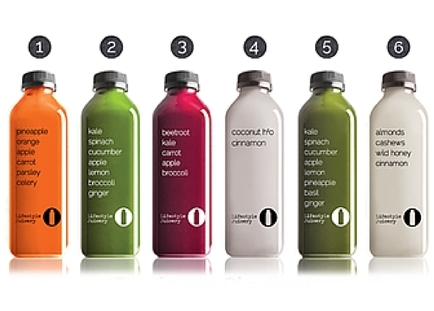 1
2
3
4
5
6
pineapple
orange
apple
carrot
parsley
celery
lifestyle
juicery
kale
spinach
cucumber
apple
lemon
broccoli
ginger
lifestyle
juicery
beetroot
kale
carrot
apple
broccoli
lifestyle
juicery
coconut h²o
cinnamon
lifestyle
juicery
kale
spinach
cucumber
apple
lemon
pineapple
basil
ginger
lifestyle
juicery
almonds
cashews
wild honey
cinnamon
lifestyle
juicery